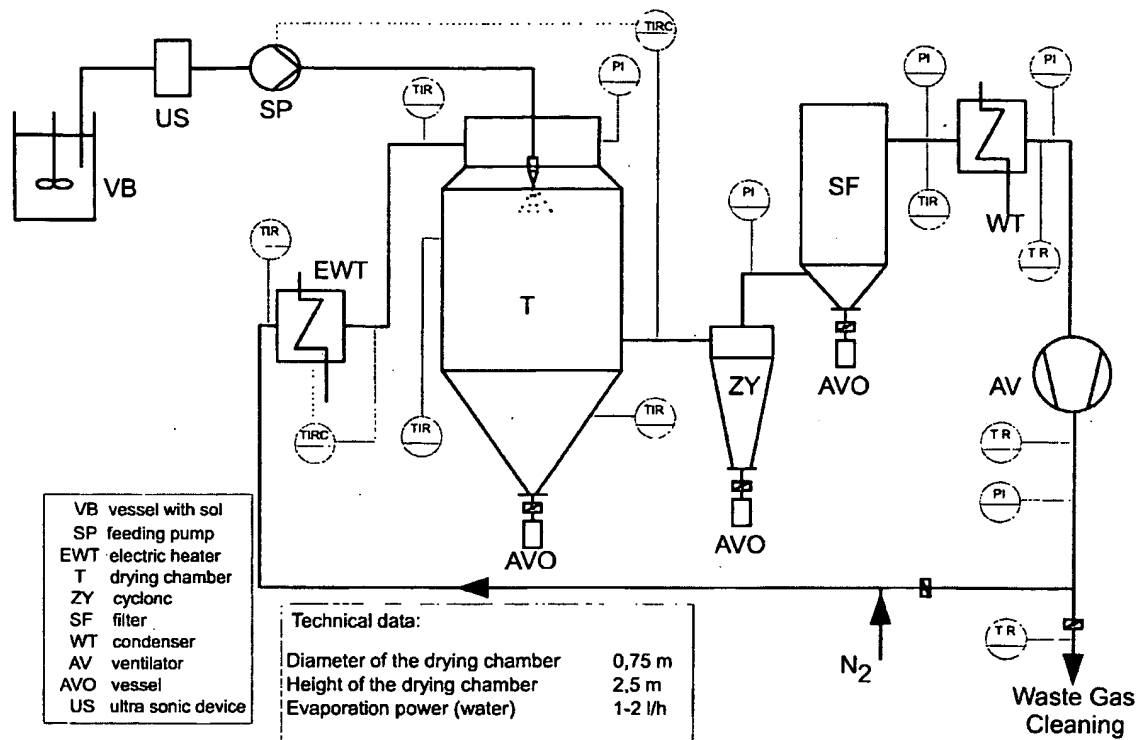 TIRC
PI
TIR
PI
PI
SP
US
VB
SF
TIR
WT
PI
TR
TIR
EWT
T
AVO
ZY
AV
TIRC
TIR
TIR
TR
PI
AVO
AVO
VB vessel with sol
SP feeding pump
EWT electric heater
T drying chamber
ZY cyclonc
SF filter
WT condenser
AV ventilator
AVO vessel
US ultra sonic device
Technical data:
Diameter of the drying chamber 0,75 m
Height of the drying chamber 2,5 m
Evaporation power (water) 1-2 l/h
N2
TR
Waste Gas
Cleaning